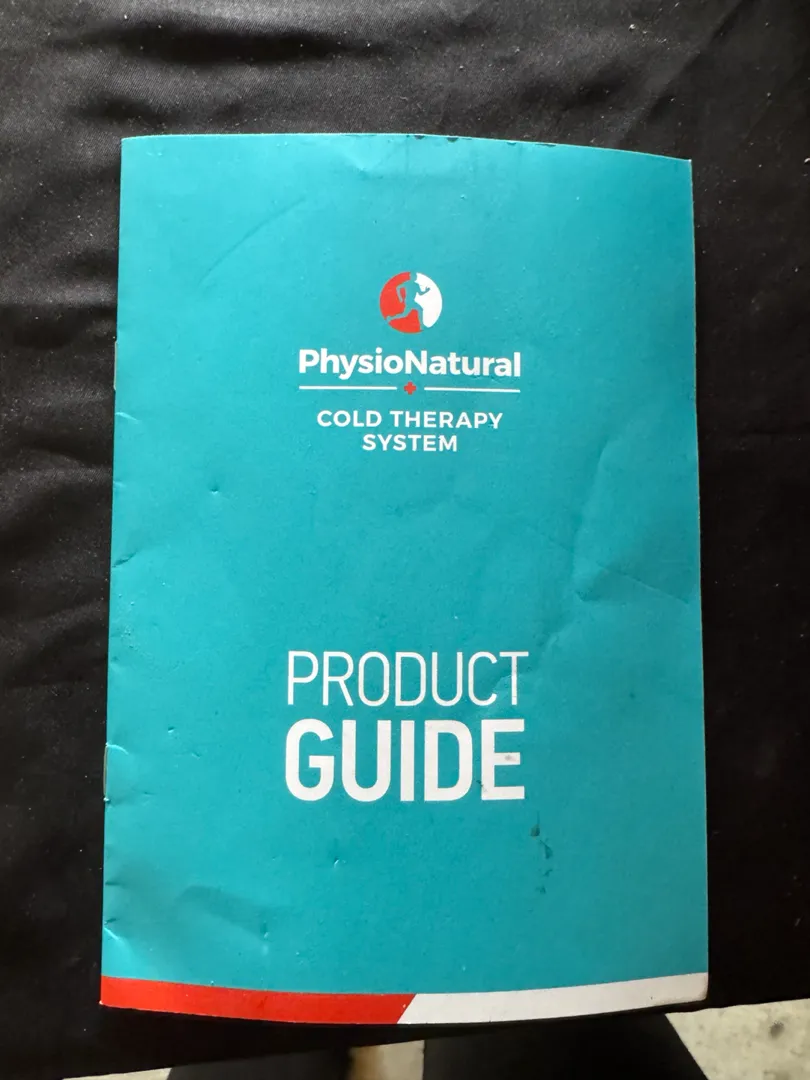 PhysioNatural
COLD THERAPY
SYSTEM
PRODUCT
GUIDE